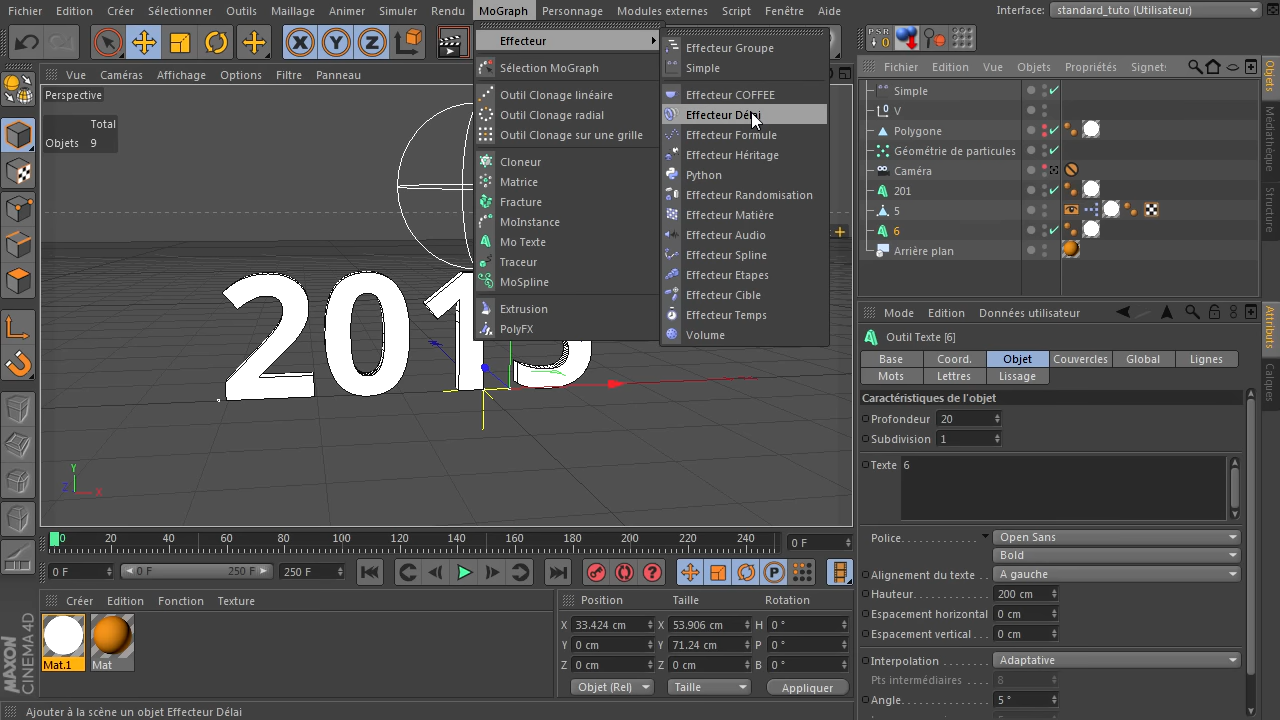 Fichier Edition Créer Sélectionner Outils Maillage Animer Simuler Rendu MoGraph Personnage Modules externes Script Fenêtre Aide Interface: standard_tuto (Utilisateur)
PSR
0
Vue Caméras Affichage Options Filtre Panneau
Perspective
Total
Objets 9
Effecteur
Sélection MoGraph
Outil Clonage linéaire
Outil Clonage radial
Outil Clonage sur une grille
Cloneur
Matrice
Fracture
MoInstance
Mo Texte
Traceur
MoSpline
Extrusion
PolyFX
Effecteur Groupe
Simple
Effecteur COFFEE
Effecteur Délai
Effecteur Formule
Effecteur Héritage
Python
Effecteur Randomisation
Effecteur Matière
Effecteur Audio
Effecteur Spline
Effecteur Etapes
Effecteur Cible
Effecteur Temps
Volume
Fichier Edition Vue Objets Propriétés Signet:
Simple
V
Polygone
Géométrie de particules
Caméra
201
5
6
Arrière plan
Objets
Médiathèque
Structure
Attributs
Calques
Mode Edition Données utilisateur
Outil Texte [6]
Base Coord. Objet Couvercles Global Lignes
Mots Lettres Lissage
Caractéristiques de l'objet
Profondeur 20
Subdivision 1
Texte 6
Police Open Sans
Bold
Alignement du texte A gauche
Hauteur 200 cm
Espacement horizontal 0 cm
Espacement vertical 0 cm
Interpolation Adaptative
Pts intermédiaires 8
Angle 5 °
2015
Y
Z X
0 20 40 60 80 100 120 140 160 180 200 220 240 0 F
0 F 0 F 250 F 250 F
Créer Edition Fonction Texture
Mat.1 Mat
Position Taille Rotation
X 33.424 cm X 53.906 cm H 0 °
Y 0 cm Y 71.24 cm P 0 °
Z 0 cm Z 0 cm B 0 °
Objet (Rel) Taille Appliquer
MAXON
CINEMA 4D
Ajouter à la scène un objet Effecteur Délai